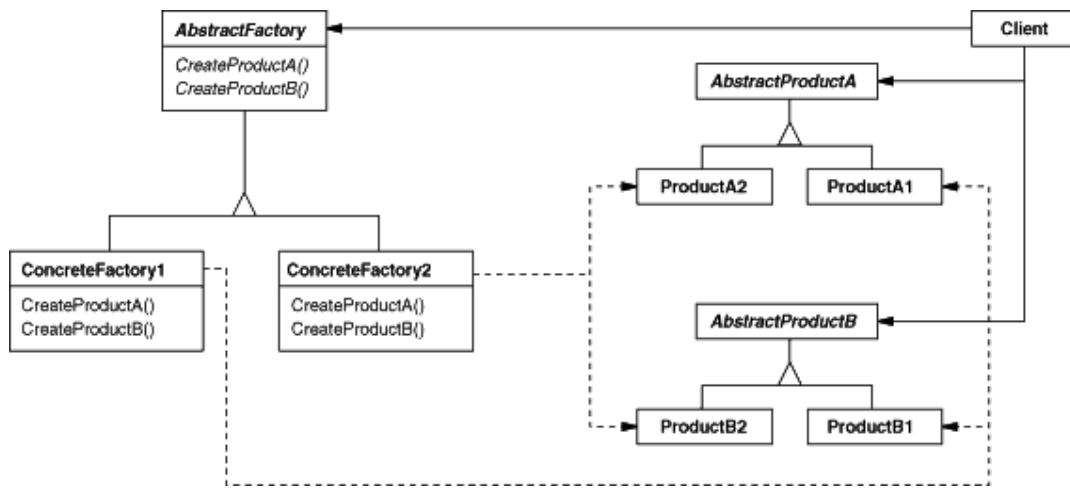 AbstractFactory
CreateProductA()
CreateProductB()
Client
AbstractProductA
ProductA2
ProductA1
ConcreteFactory1
CreateProductA()
CreateProductB()
ConcreteFactory2
CreateProductA()
CreateProductB()
AbstractProductB
ProductB2
ProductB1